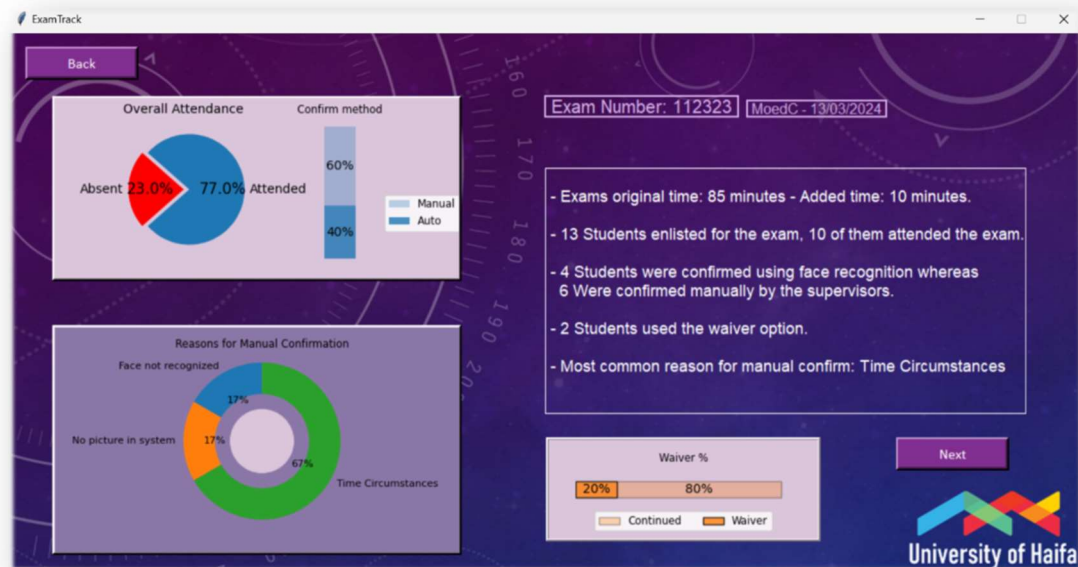 ExamTrack
Back
Overall Attendance
Confirm method
Absent 23.0% 77.0% Attended
60%
40%
Manual
Auto
Exam Number: 112323
MoedC - 13/03/2024
- Exams original time: 85 minutes - Added time: 10 minutes.
- 13 Students enlisted for the exam, 10 of them attended the exam.
- 4 Students were confirmed using face recognition whereas
6 Were confirmed manually by the supervisors.
- 2 Students used the waiver option.
- Most common reason for manual confirm: Time Circumstances
Reasons for Manual Confirmation
Face not recognized
17%
No picture in system
17%
67%
Time Circumstances
Waiver %
20% 80%
Continued Waiver
Next
University of Haifa
160
170
180
190